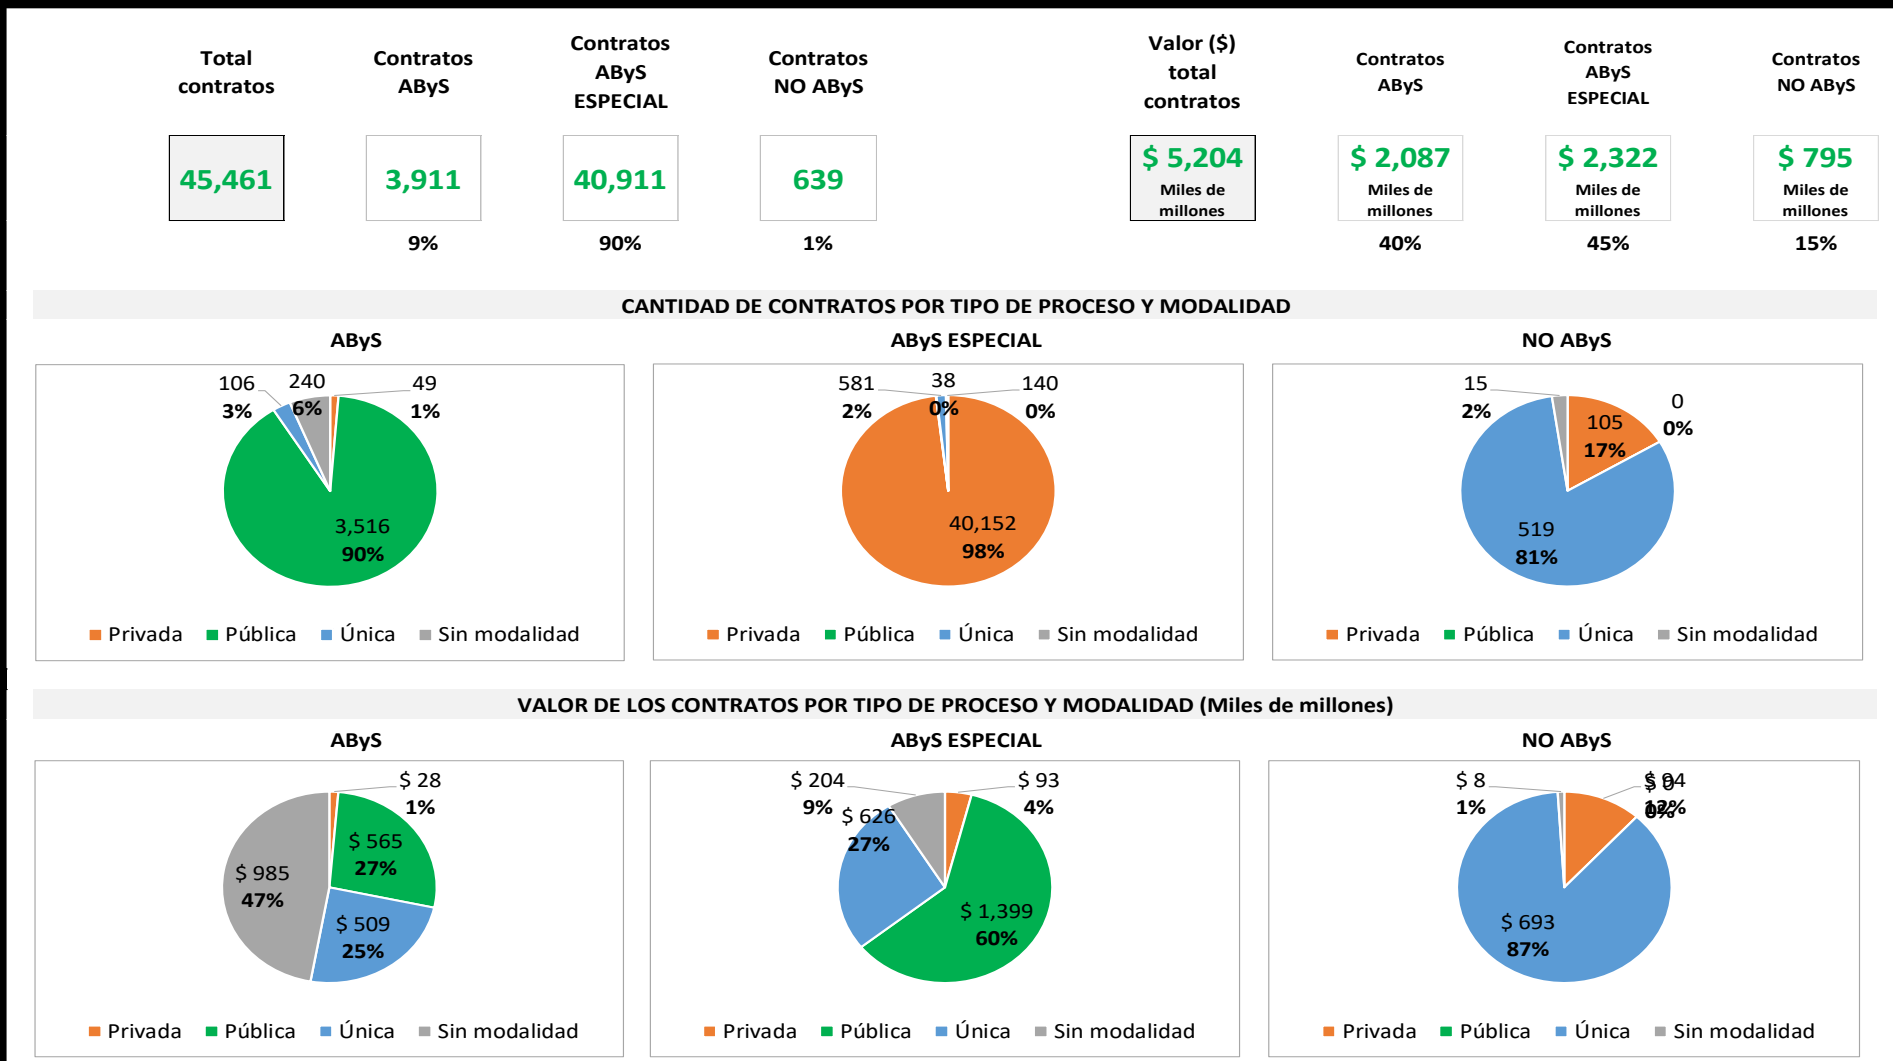 Total
contratos
Contratos
AByS
Contratos
AByS
ESPECIAL
Contratos
NO AByS
Valor ($)
total
contratos
Contratos
AByS
Contratos
AByS
ESPECIAL
Contratos
NO AByS
45,461
3,911
40,911
639
$ 5,204
Miles de
millones
$ 2,087
Miles de
millones
$ 2,322
Miles de
millones
$ 795
Miles de
millones
9%
90%
1%
40%
45%
15%
CANTIDAD DE CONTRATOS POR TIPO DE PROCESO Y MODALIDAD
AByS
106
3%
240
6%
49
1%
3,516
90%
Privada Pública Única Sin modalidad
AByS ESPECIAL
581
2%
38
0%
140
0%
40,152
98%
Privada Pública Única Sin modalidad
NO AByS
15
2%
105
17%
0
0%
519
81%
Privada Pública Única Sin modalidad
VALOR DE LOS CONTRATOS POR TIPO DE PROCESO Y MODALIDAD (Miles de millones)
AByS
$ 28
1%
$ 565
27%
$ 985
47%
$ 509
25%
Privada Pública Única Sin modalidad
AByS ESPECIAL
$ 204
9%
$ 93
4%
$ 626
27%
$ 1,399
60%
Privada Pública Única Sin modalidad
NO AByS
$ 8
1%
$ 94
12%
$ 0
0%
$ 693
87%
Privada Pública Única Sin modalidad